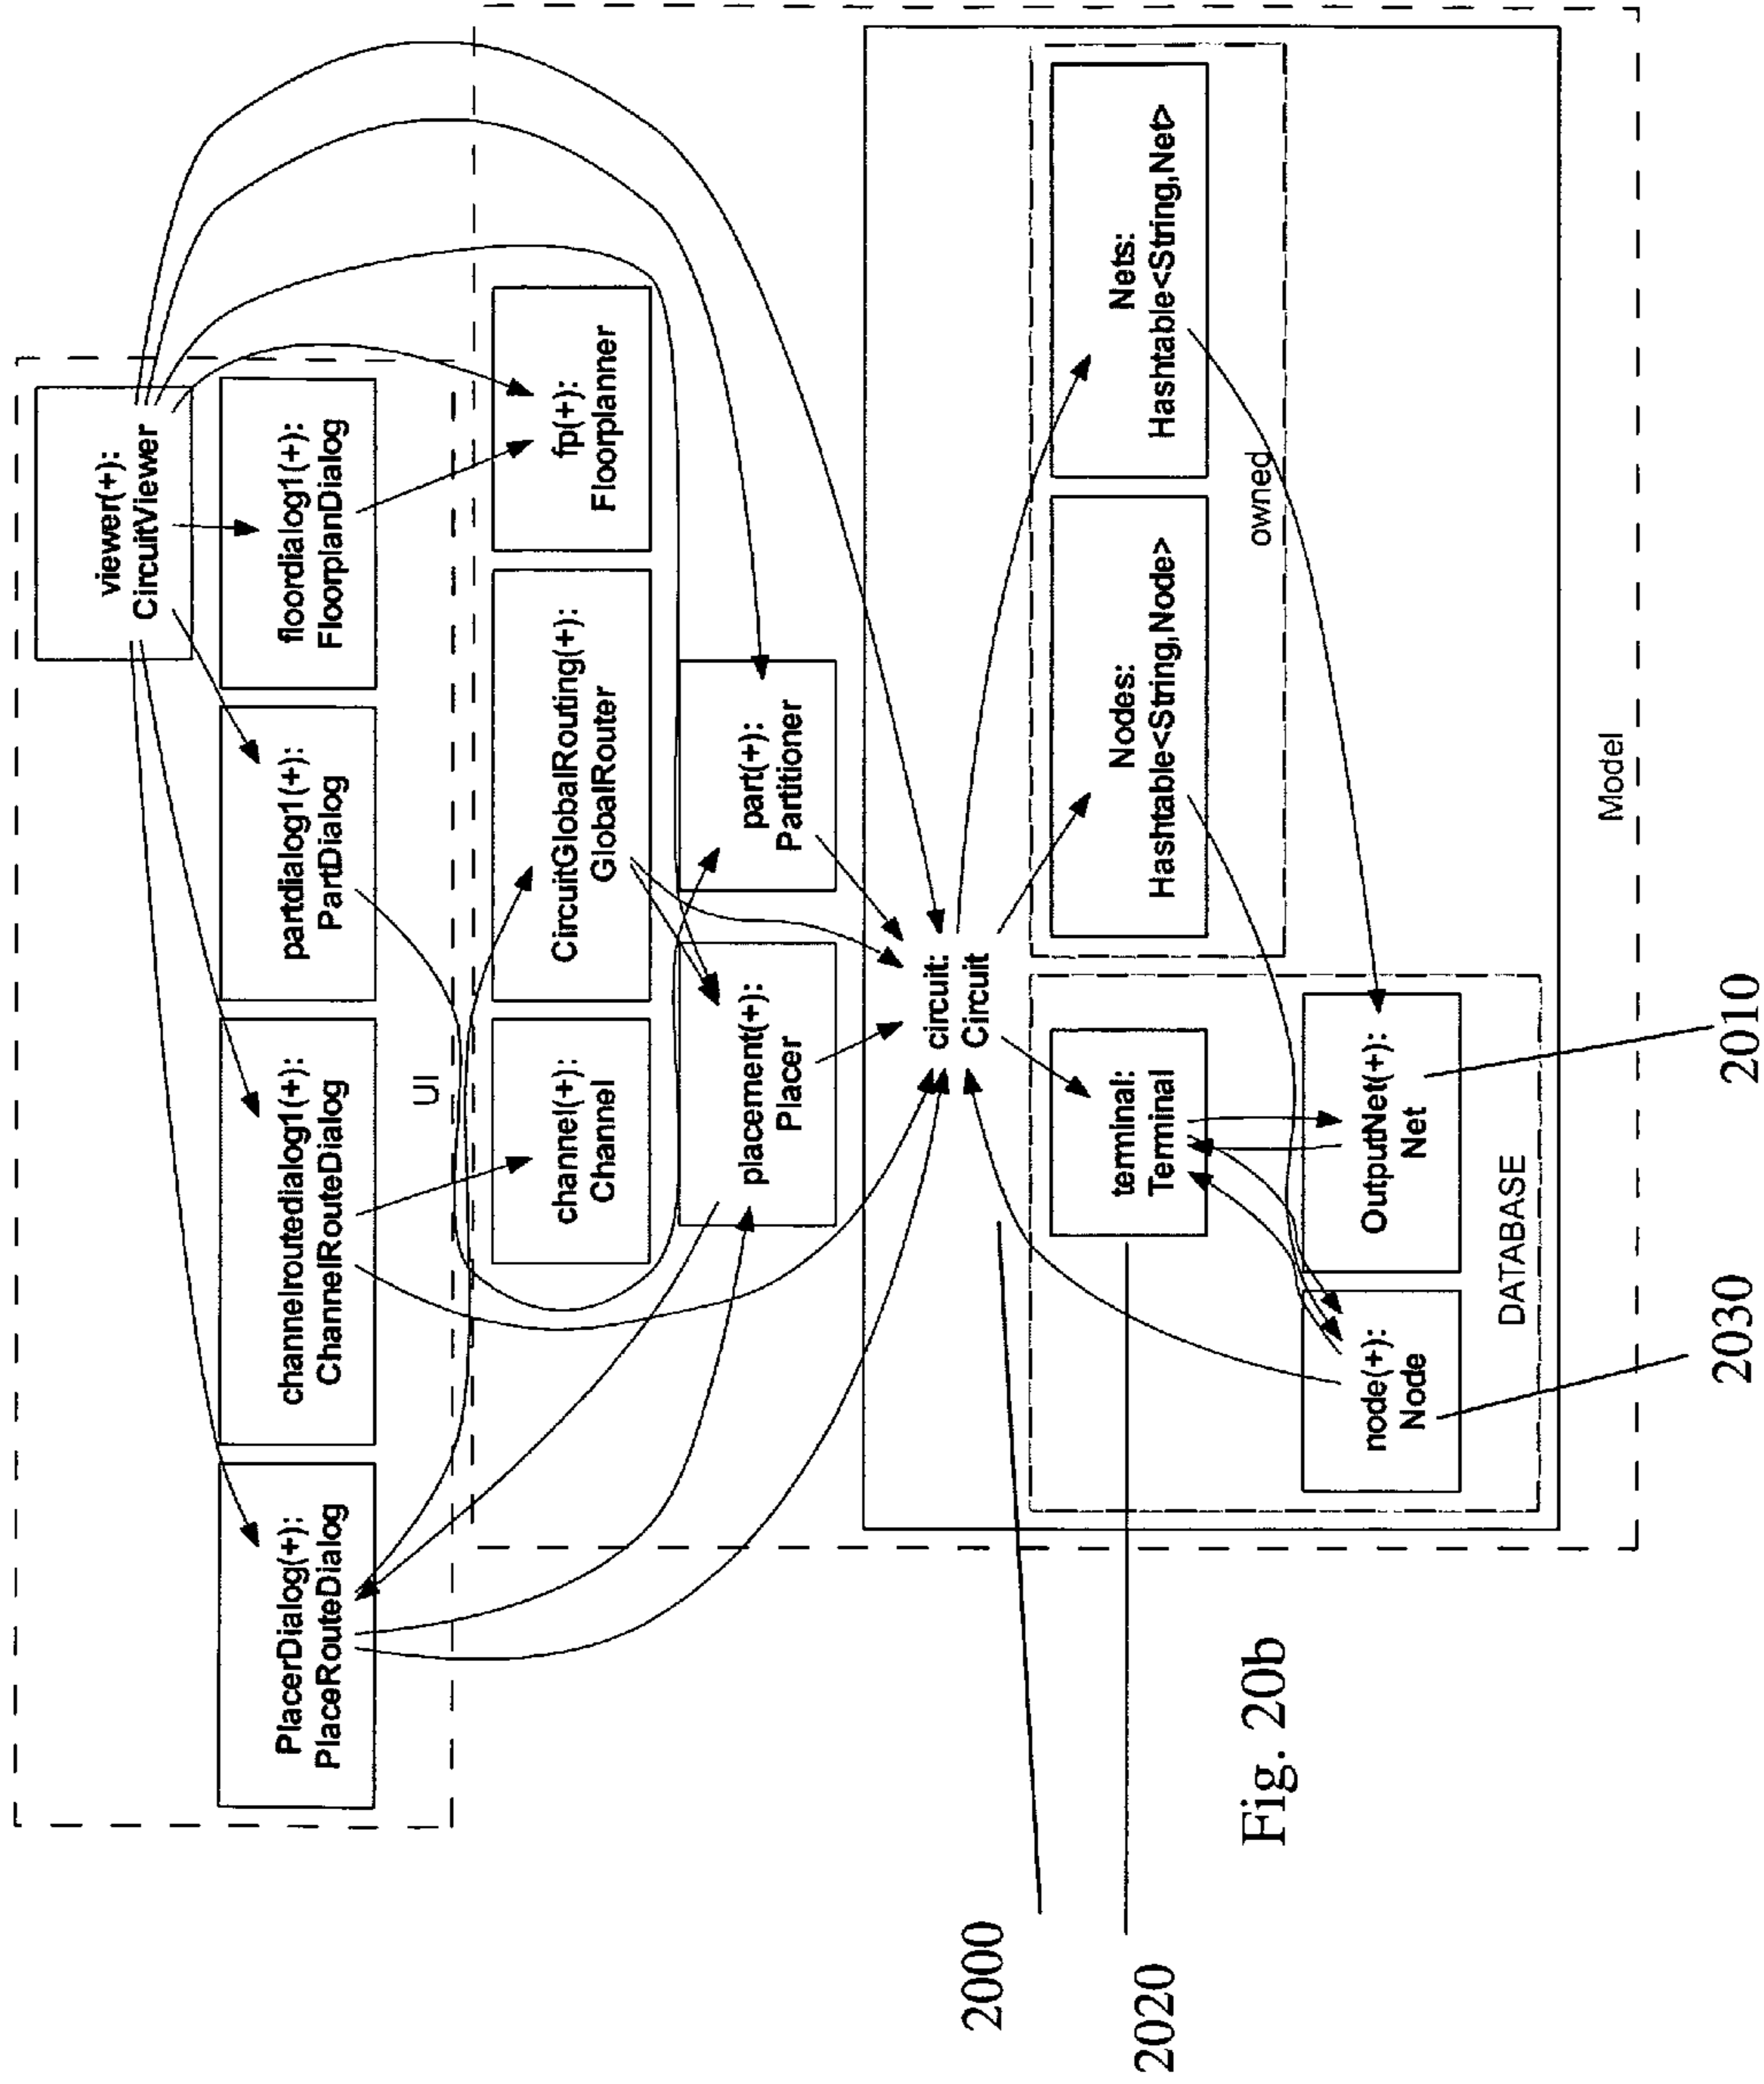 viewer(+):
CircuitViewer
PlacerDialog(+):
PlaceRouteDialog
channelroutedialog1(+):
ChannelRouteDialog
partdialog1(+):
PartDialog
floordialog1(+):
FloorplanDialog
UI
channel(+):
Channel
CircuitGlobalRouting(+):
GlobalRouter
fp(+):
Floorplanner
placement(+):
Placer
part(+):
Partitioner
circuit:
Circuit
terminal:
Terminal
Nodes:
Hashtable<String,Node>
Nets:
Hashtable<String,Net>
owned
node(+):
Node
OutputNet(+):
Net
DATABASE
Model
2000
2020
2030
2010
Fig. 20b